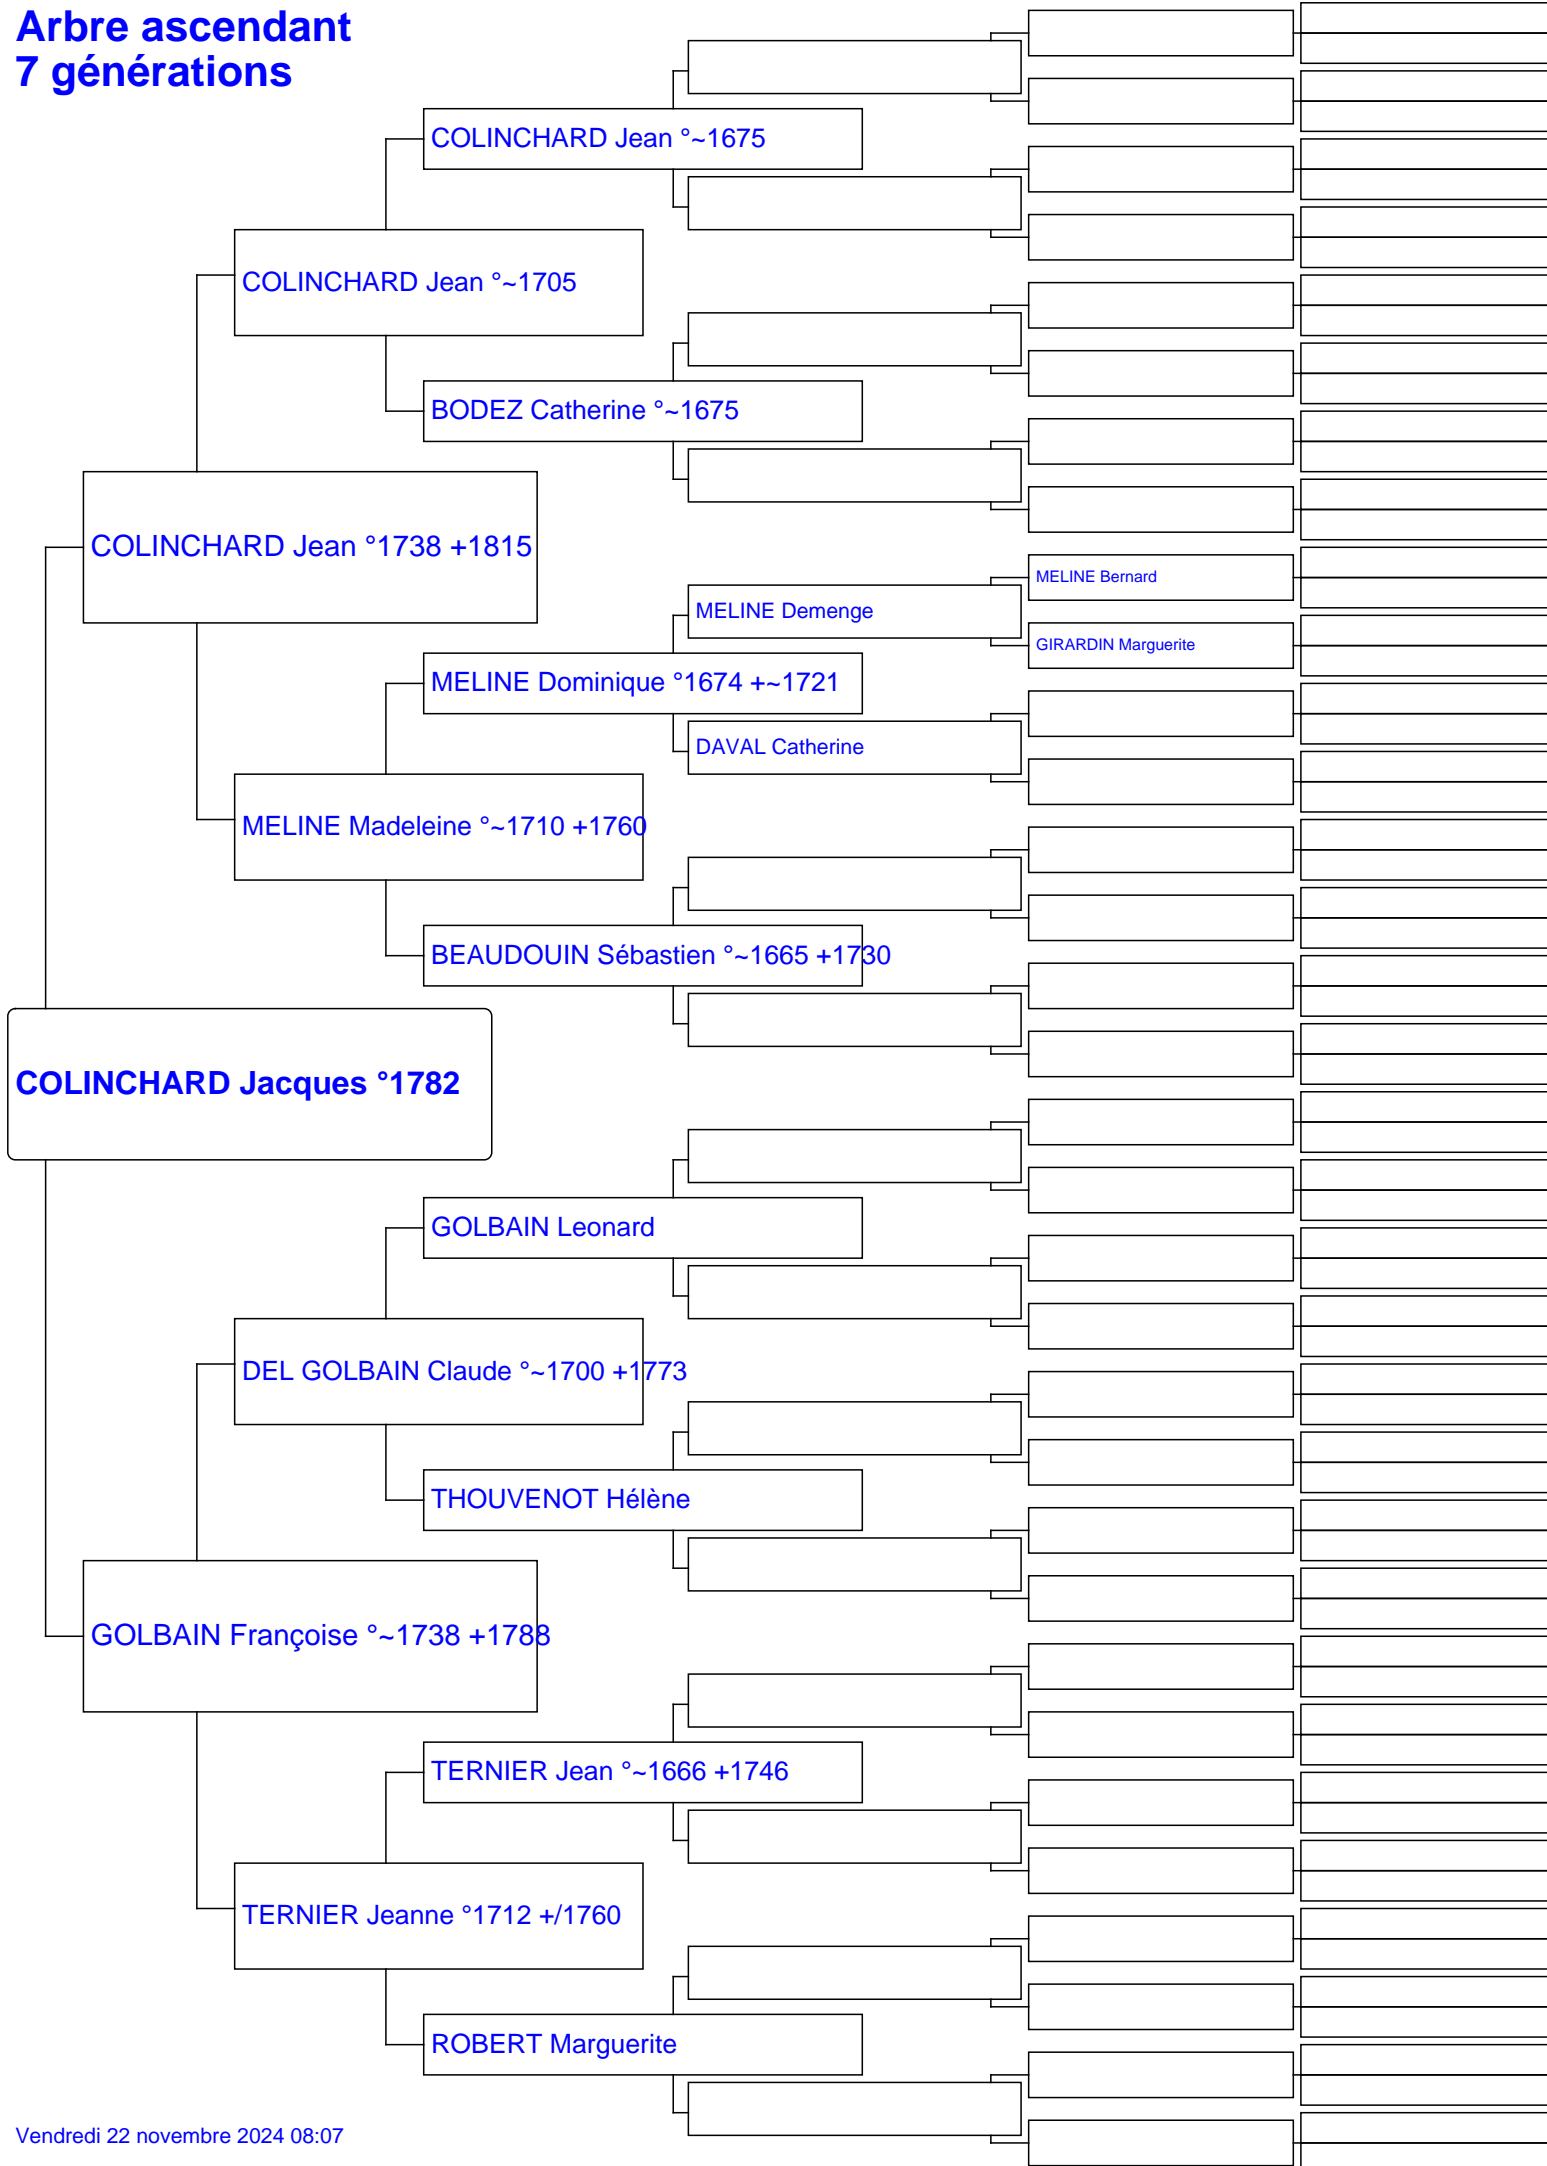 Arbre ascendant
7 générations
COLINCHARD Jean °~1675
COLINCHARD Jean °~1705
BODEZ Catherine °~1675
COLINCHARD Jean °1738 +1815
MELINE Bernard
MELINE Demenge
GIRARDIN Marguerite
MELINE Dominique °1674 +~1721
DAVAL Catherine
MELINE Madeleine °~1710 +1760
BEAUDOUIN Sébastien °~1665 +1730
COLINCHARD Jacques °1782
GOLBAIN Leonard
DEL GOLBAIN Claude °~1700 +1773
THOUVENOT Hélène
GOLBAIN Françoise °~1738 +1788
TERNIER Jean °~1666 +1746
TERNIER Jeanne °1712 +/1760
ROBERT Marguerite
Vendredi 22 novembre 2024 08:07